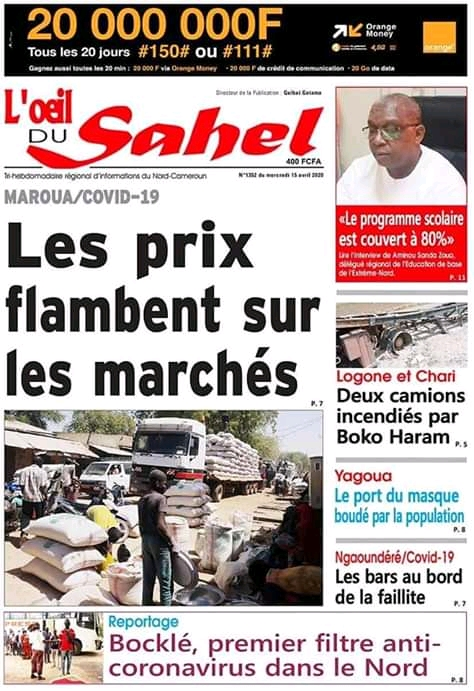 20 000 000F
Tous les 20 jours #150# ou #111#
Gagnez aussi toutes les 20 min : 20 000 F via Orange Money - 20 000 F de crédit de communication - 20 Go de data
Orange Money
orange
L'œil DU Sahel
Directeur de la Publication : Guibaï Gatama
400 FCFA
Tri-hebdomadaire régional d'informations du Nord-Cameroun
N°1352 du mercredi 15 avril 2020
MAROUA/COVID-19
Les prix
flambent sur
les marchés
P. 7
«Le programme scolaire
est couvert à 80%»
Lire l'interview de Aminou Sanda Zoua,
délégué régional de l'Education de base
de l'Extrême-Nord.
P. 11
Logone et Chari
Deux camions
incendiés par
Boko Haram P. 5
Yagoua
Le port du masque
boudé par la population
P. 8
Ngaoundéré/Covid-19
Les bars au bord
de la faillite
P. 7
Reportage
Bocklé, premier filtre anti-
coronavirus dans le Nord
P. 8